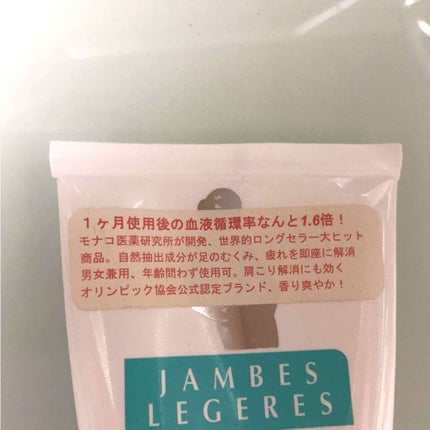 1ヶ月使用後の血液循環率なんと1.6倍！
モナコ医薬研究所が開発、世界的ロングセラー大ヒット
商品。自然抽出成分が足のむくみ、疲れを即座に解消
男女兼用、年齢問わず使用可。肩こり解消にも効く
オリンピック協会公式認定ブランド、香り爽やか！
JAMBES
LEGERES